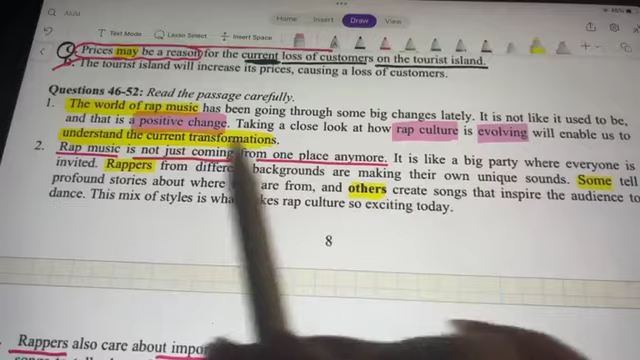 Aldd
Home Insert Draw View
Text Mode Lasso Select Insert Space
Prices may be a reason for the current loss of customers on the tourist island.
The tourist island will increase its prices, causing a loss of customers.
Questions 46-52: Read the passage carefully.
1. The world of rap music has been going through some big changes lately. It is not like it used to be,
and that is a positive change. Taking a close look at how rap culture is evolving will enable us to
understand the current transformations.
2. Rap music is not just coming from one place anymore. It is like a big party where everyone is
invited. Rappers from different backgrounds are making their own unique sounds. Some tell
profound stories about where are from, and others create songs that inspire the audience to
dance. This mix of styles is rap culture so exciting today.
8
Rappers also care about